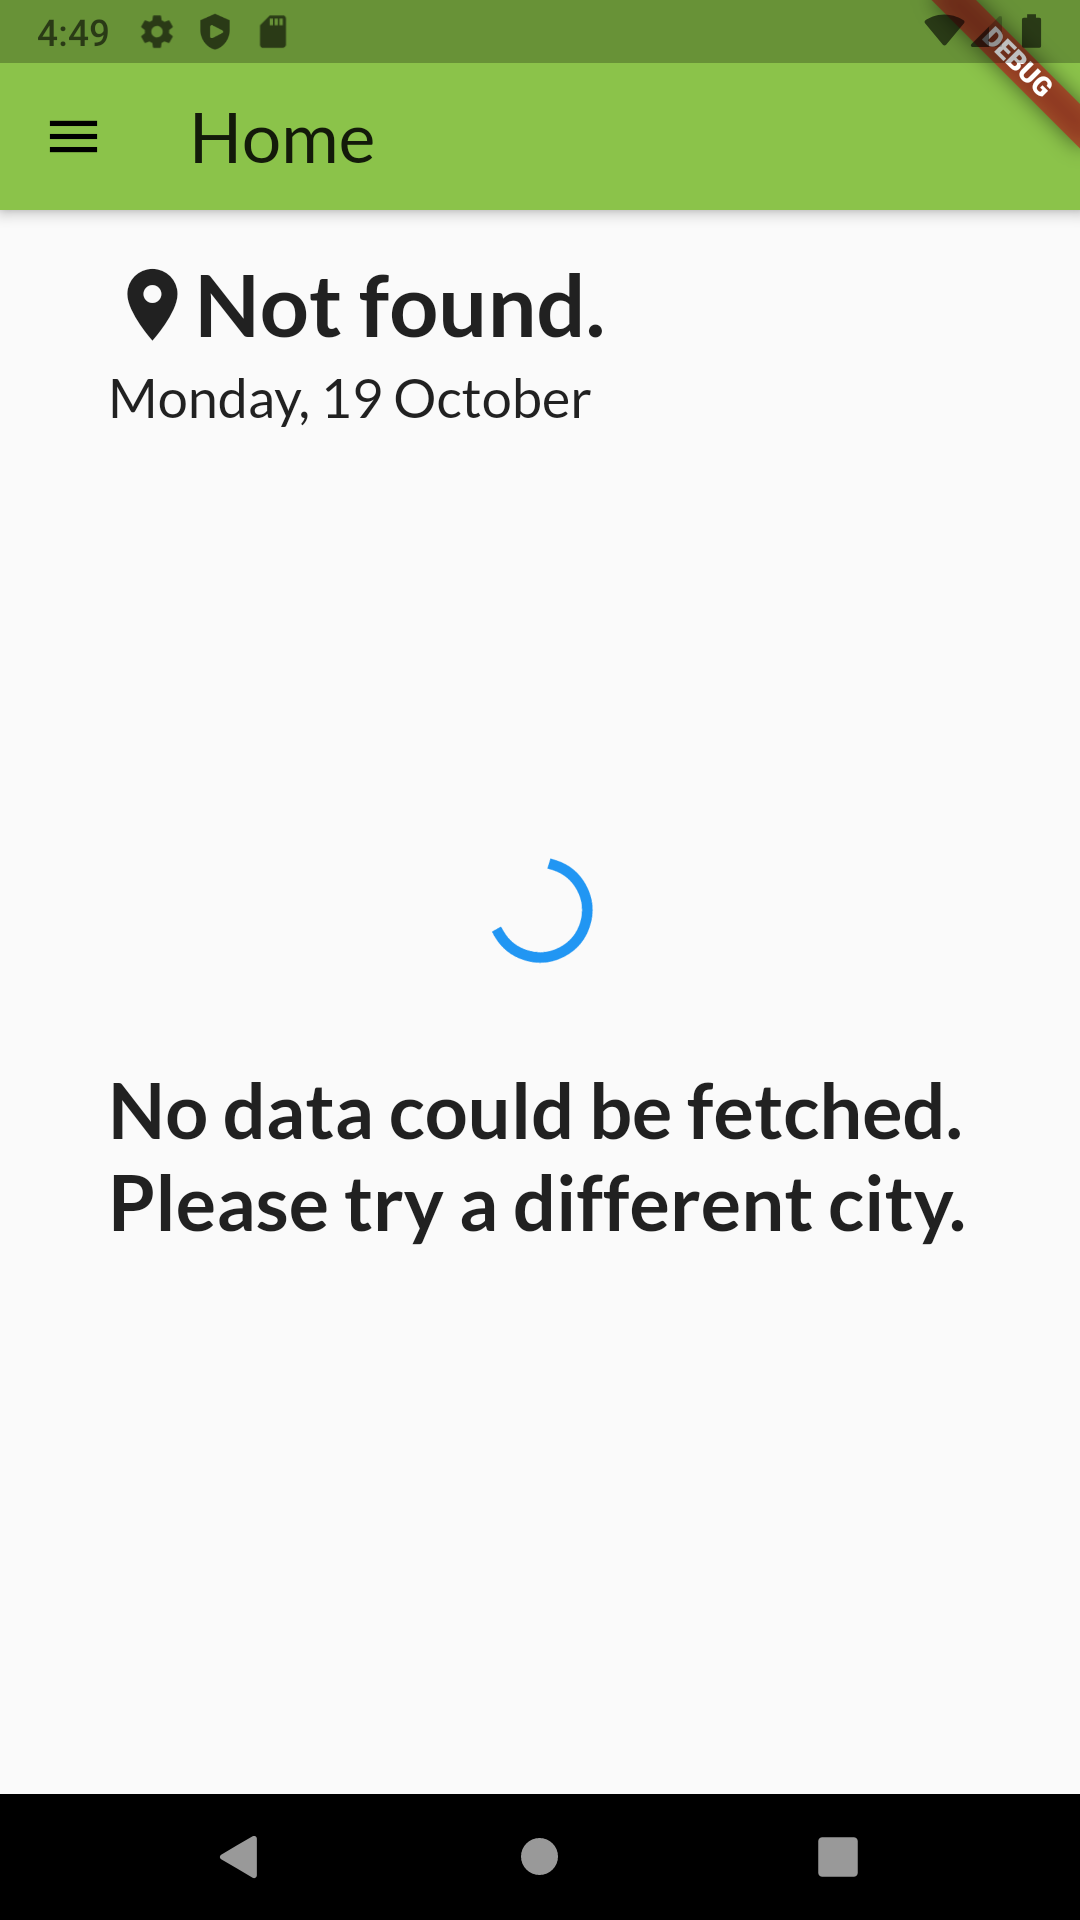 4:49
DEBUG
Home
Not found.
Monday, 19 October
No data could be fetched.
Please try a different city.